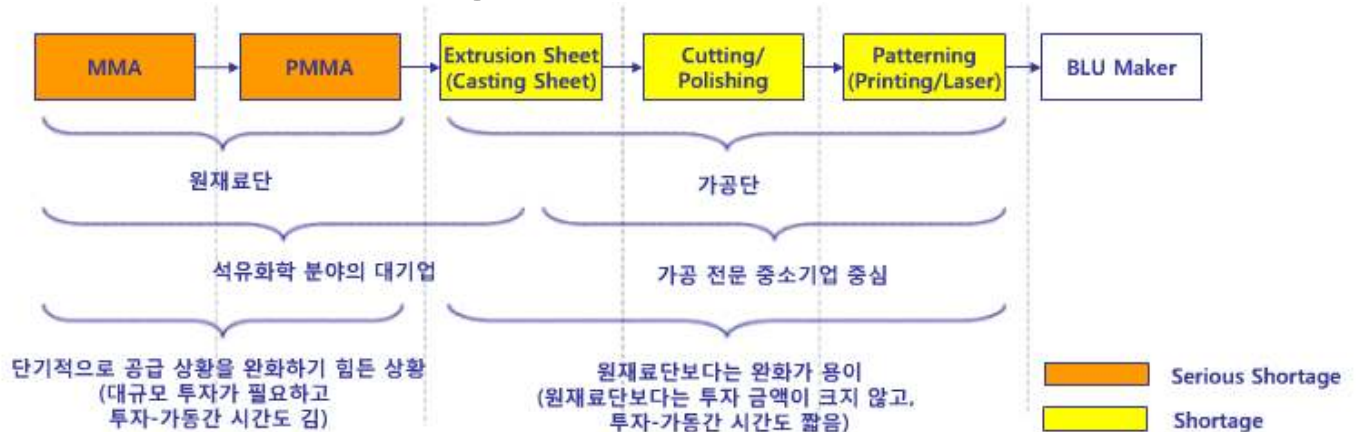 MMA
PMMA
Extrusion Sheet
(Casting Sheet)
Cutting/
Polishing
Patterning
(Printing/Laser)
BLU Maker
원재료단
가공단
석유화학 분야의 대기업
가공 전문 중소기업 중심
단기적으로 공급 상황을 완화하기 힘든 상황
(대규모 투자가 필요하고
투자-가동간 시간도 김)
원재료단보다는 완화가 용이
(원재료단보다는 투자 금액이 크지 않고,
투자-가동간 시간도 짧음)
Serious Shortage
Shortage